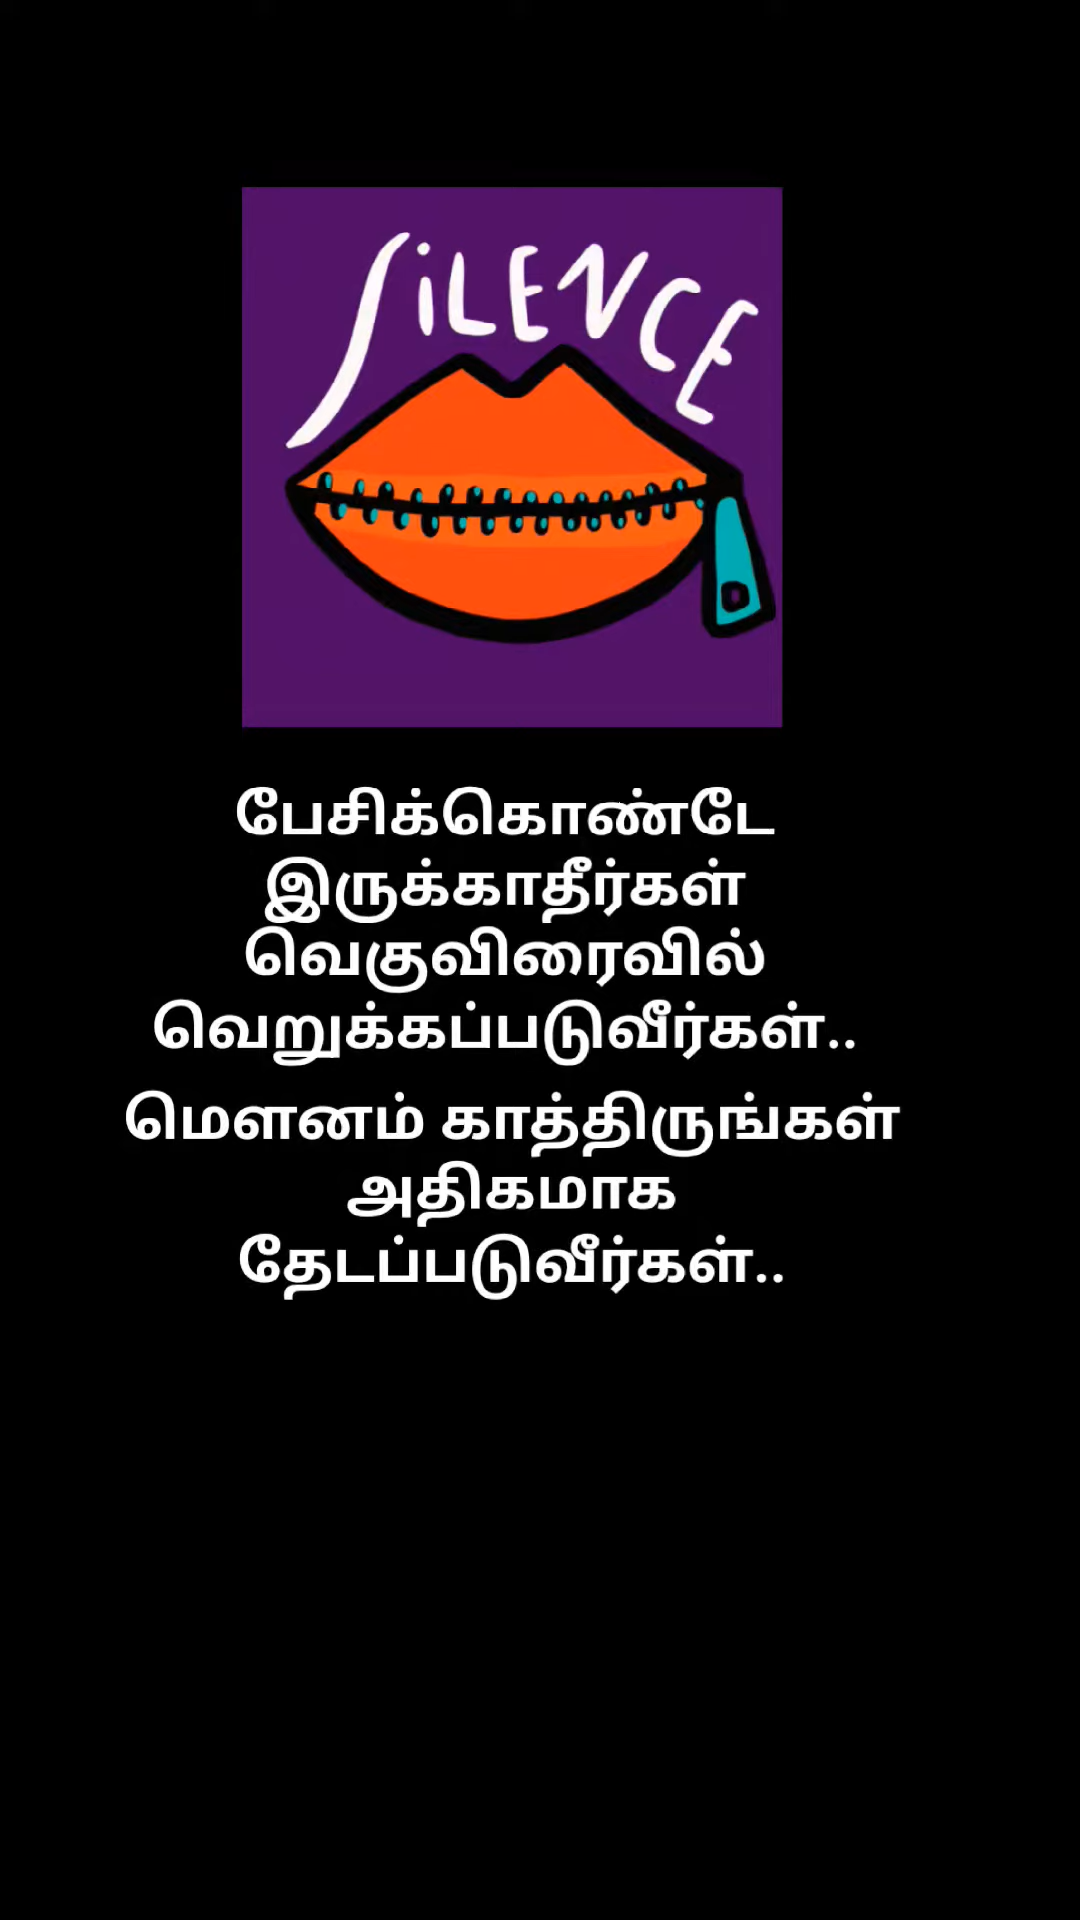 SiLENCE
பேசிக்கொண்டே
இருக்காதீர்கள்
வெகுவிரைவில்
வெறுக்கப்படுவீர்கள்..
மௌனம் காத்திருங்கள்
அதிகமாக
தேடப்படுவீர்கள்..